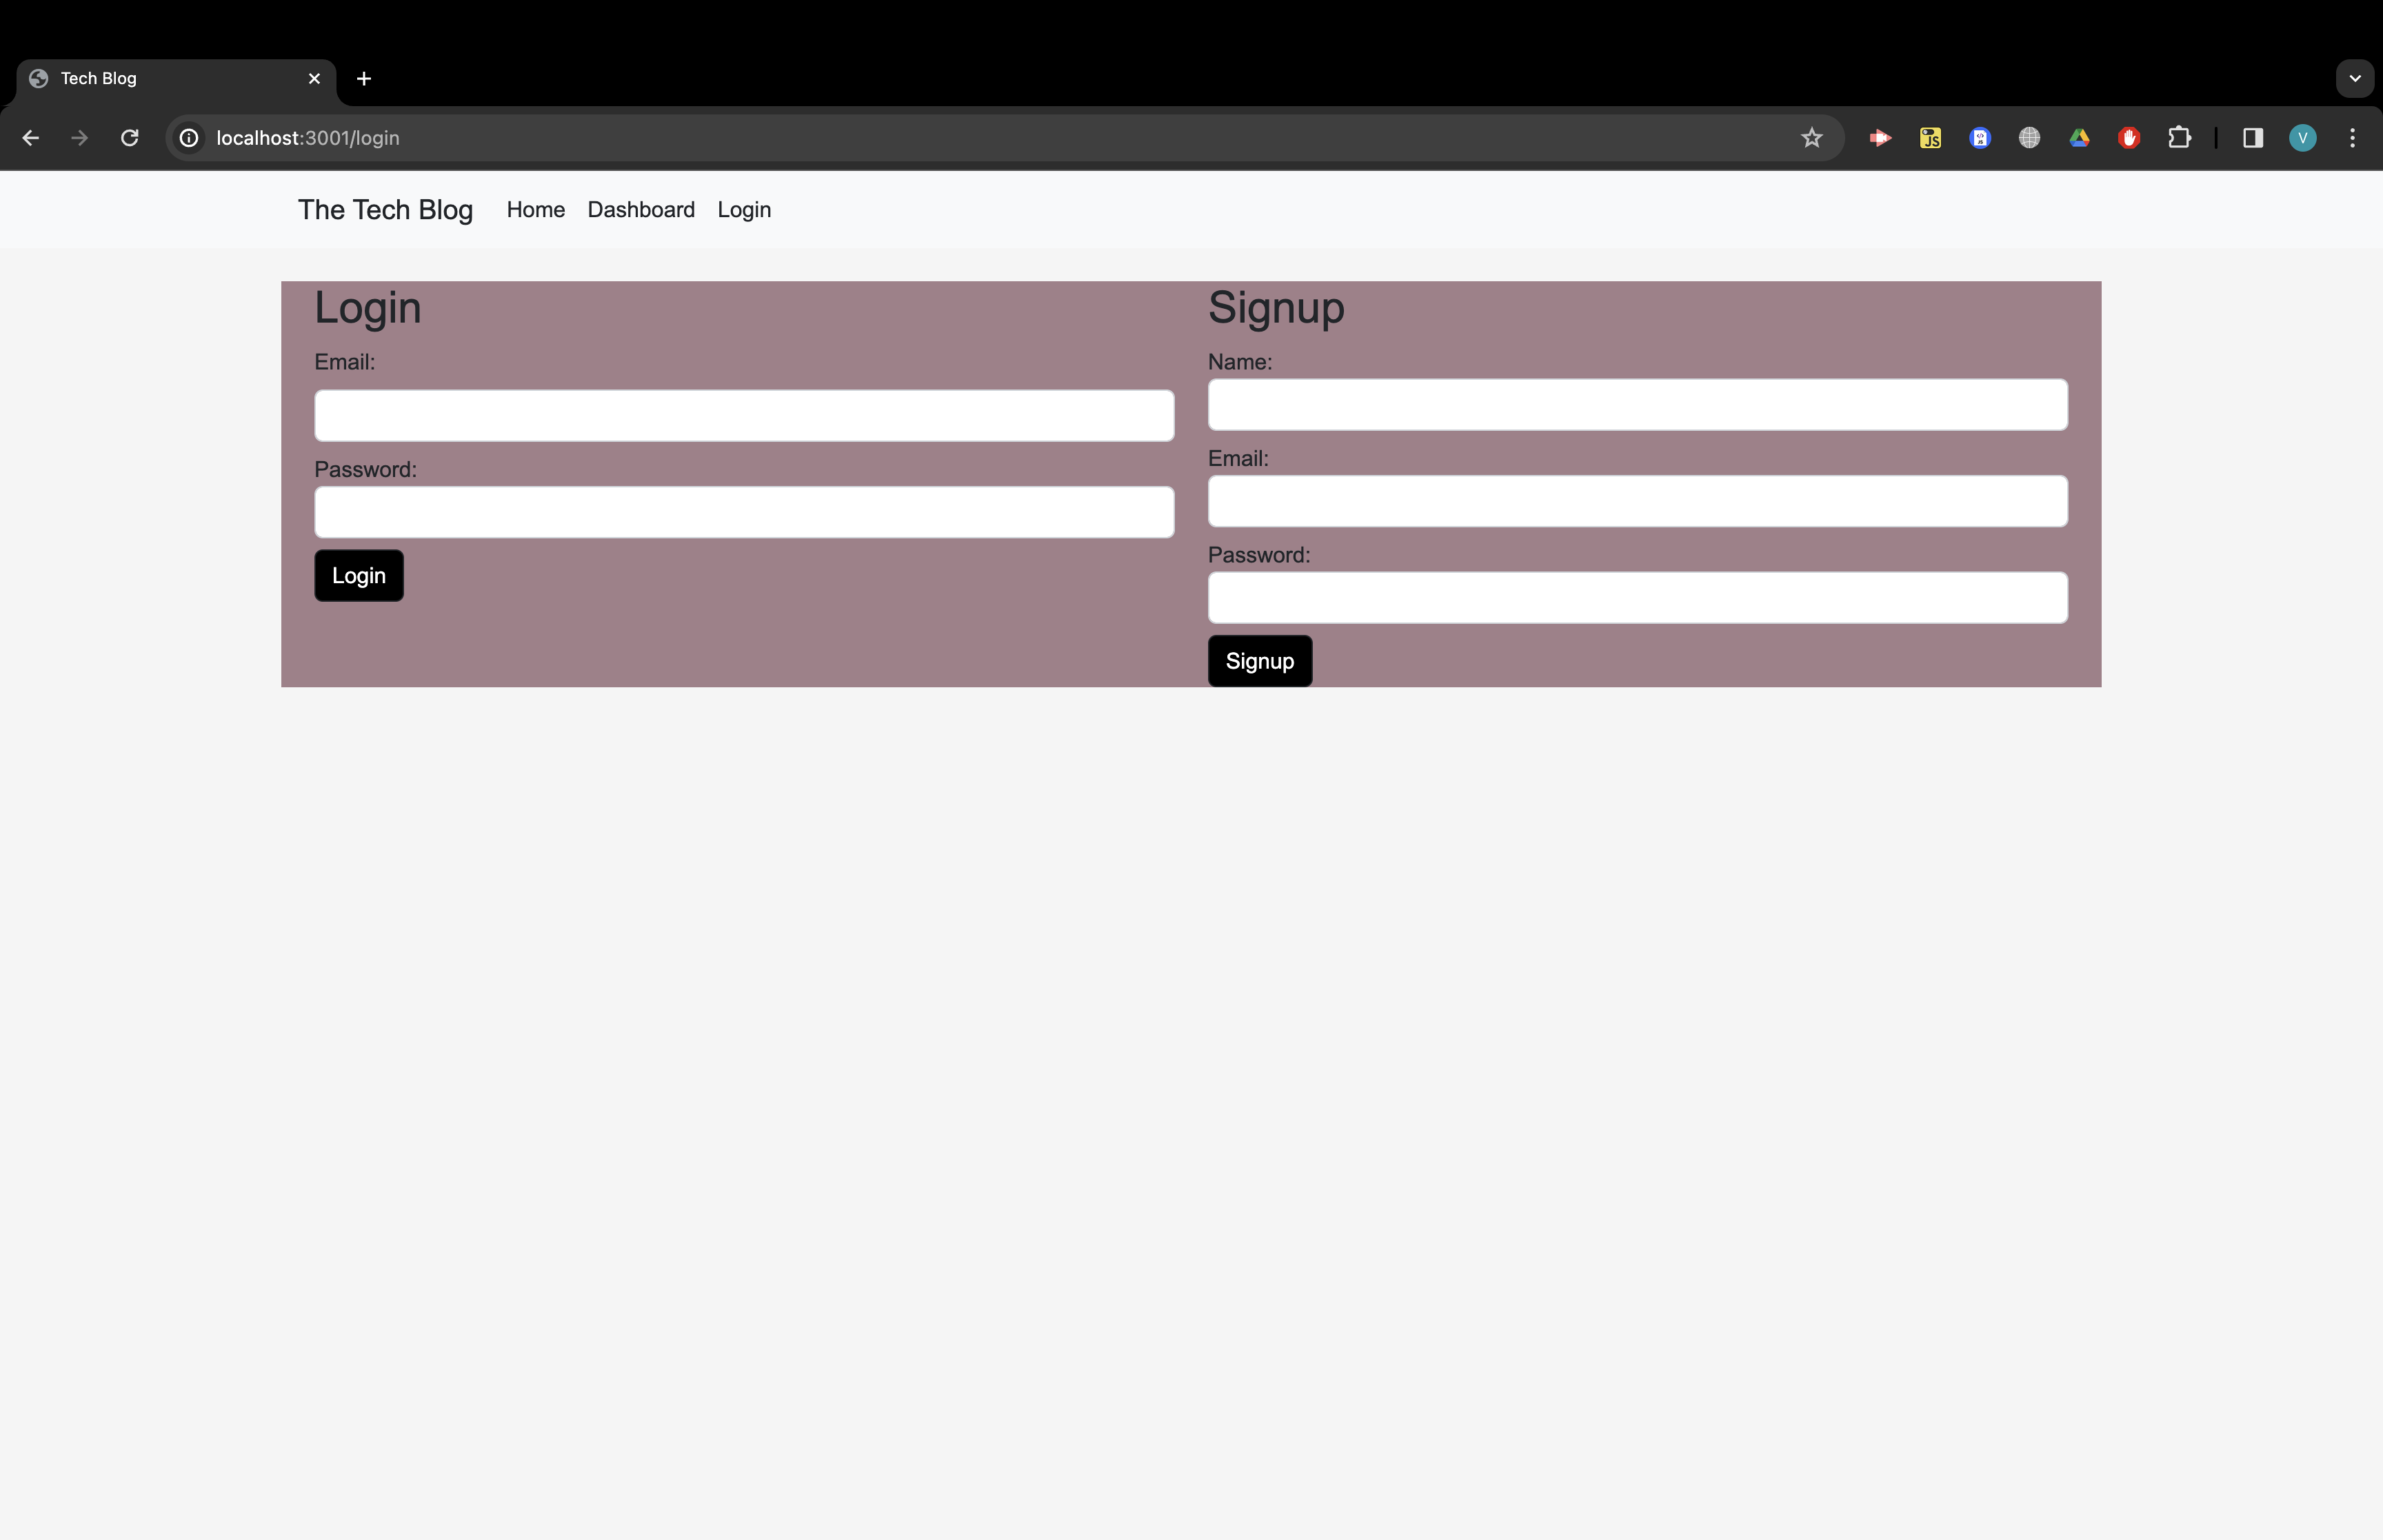 Tech Blog
localhost:3001/login
JS
V
The Tech Blog Home Dashboard Login
Login
Email:
Password:
Login
Signup
Name:
Email:
Password:
Signup